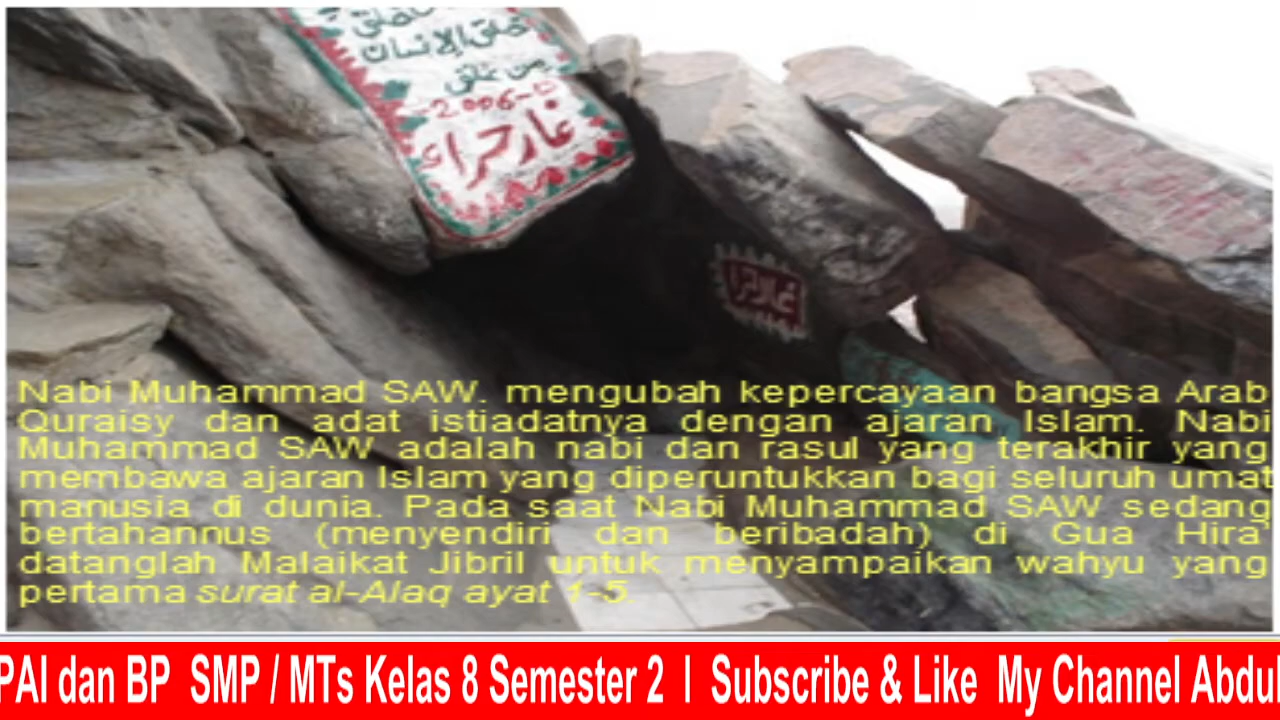 خلق
خلق الإنسان
من علق
2006-
غار حراء
غار حرا
Nabi Muhammad SAW. mengubah kepercayaan bangsa Arab
Quraisy dan adat istiadatnya dengan ajaran Islam. Nabi
Muhammad SAW adalah nabi dan rasul yang terakhir yang
membawa ajaran Islam yang diperuntukkan bagi seluruh umat
manusia di dunia. Pada saat Nabi Muhammad SAW sedang
bertahannus (menyendiri dan beribadah) di Gua Hira'
datanglah Malaikat Jibril untuk menyampaikan wahyu yang
pertama surat al-Alaq ayat 1-5.
PAI dan BP SMP / MTs Kelas 8 Semester 2 I Subscribe & Like My Channel Abdul